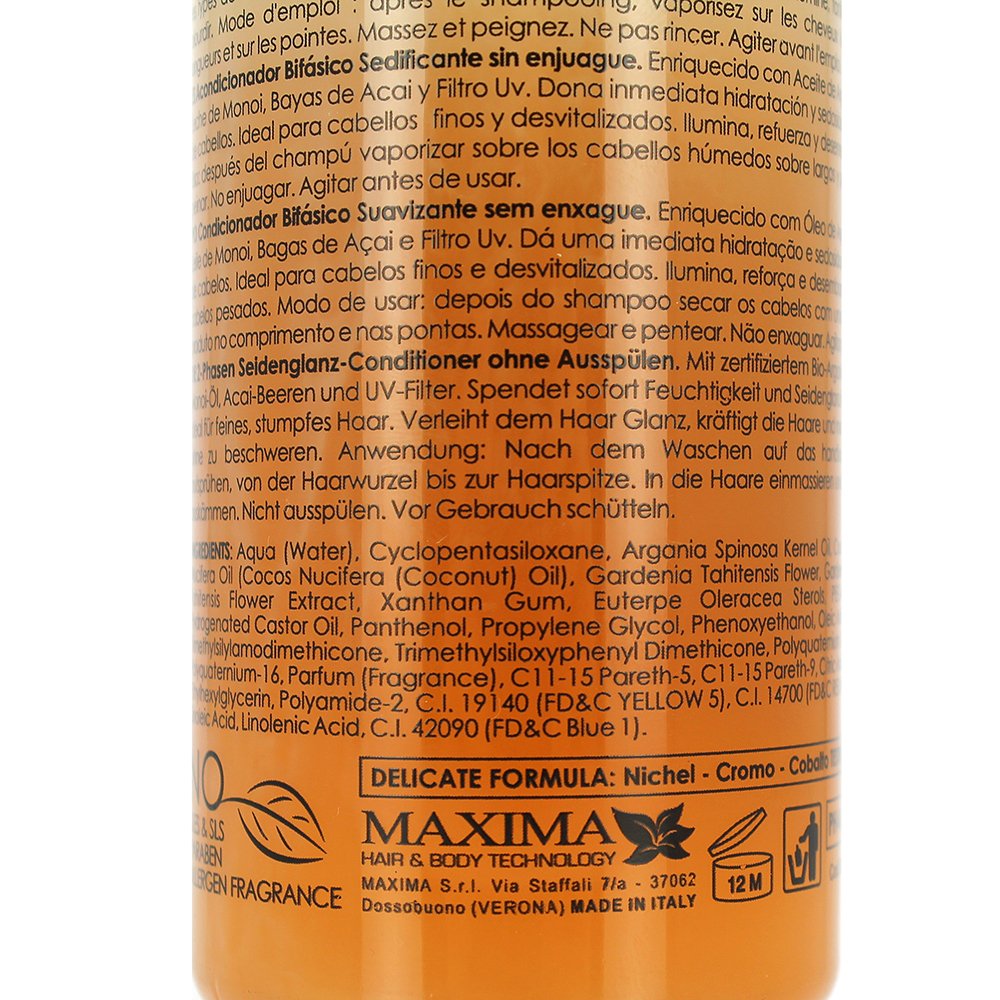 Mode d'emploi : après le shampooing, vaporisez sur les cheveux
et sur les pointes. Massez et peignez. Ne pas rincer. Agiter avant l'emploi
Acondicionador Bifásico Sedificante sin enjuague. Enriquecido con Aceite de
de Monoi, Bayas de Acai y Filtro Uv. Dona inmediata hidratación y
cabellos. Ideal para cabellos finos y desvitalizados. Ilumina, refuerza y
después del champú vaporizar sobre los cabellos húmedos sobre
No enjuagar. Agitar antes de usar.
Condicionador Bifásico Suavizante sem enxague. Enriquecido com Óleo de
de Monoi, Bagas de Açai e Filtro Uv. Dá uma imediata hidratação e
cabelos. Ideal para cabelos finos e desvitalizados. Ilumina, reforça e
pesados. Modo de usar: depois do shampoo secar os cabelos com
no comprimento e nas pontas. Massagear e pentear. Não enxaguar.
2-Phasen Seidenglanz-Conditioner ohne Ausspülen. Mit zertifiziertem
Acai-Beeren und UV-Filter. Spendet sofort Feuchtigkeit und
für feines, stumpfes Haar. Verleiht dem Haar Glanz, kräftigt die Haare und
zu beschweren. Anwendung: Nach dem Waschen auf das
von der Haarwurzel bis zur Haarspitze. In die Haare einmassieren
Nicht ausspülen. Vor Gebrauch schütteln.
INGREDIENTS: Aqua (Water), Cyclopentasiloxane, Argania Spinosa Kernel Oil,
Oil (Cocos Nucifera (Coconut) Oil), Gardenia Tahitensis Flower,
Flower Extract, Xanthan Gum, Euterpe Oleracea Sterols,
Castor Oil, Panthenol, Propylene Glycol, Phenoxyethanol,
Trimethylsiloxyphenyl Dimethicone,
Parfum (Fragrance), C11-15 Pareth-5, C11-15 Pareth-9,
Polyamide-2, C.I. 19140 (FD&C YELLOW 5), C.I. 14700 (FD&C
Acid, Linolenic Acid, C.I. 42090 (FD&C Blue 1).
NO
& SLS
FRAGRANCE
DELICATE FORMULA: Nichel - Cromo - Cobalto
MAXIMA
HAIR & BODY TECHNOLOGY
MAXIMA S.r.l. Via Staffali 7/a - 37062
Dossobuono (VERONA) MADE IN ITALY
12 M